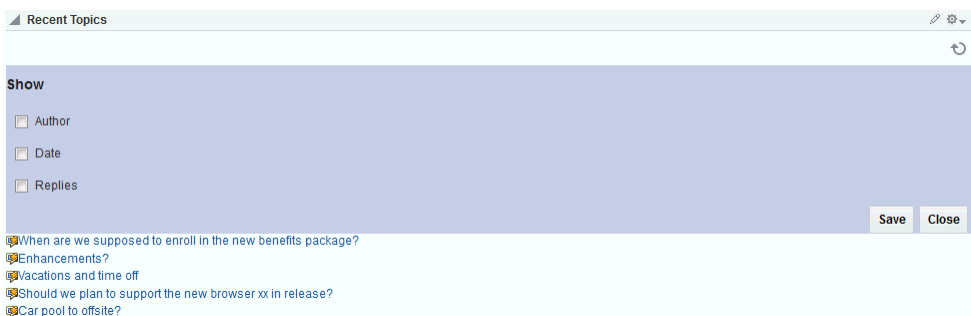 Recent Topics
Show
Author
Date
Replies
Save Close
When are we supposed to enroll in the new benefits package?
Enhancements?
Vacations and time off
Should we plan to support the new browser xx in release?
Car pool to offsite?